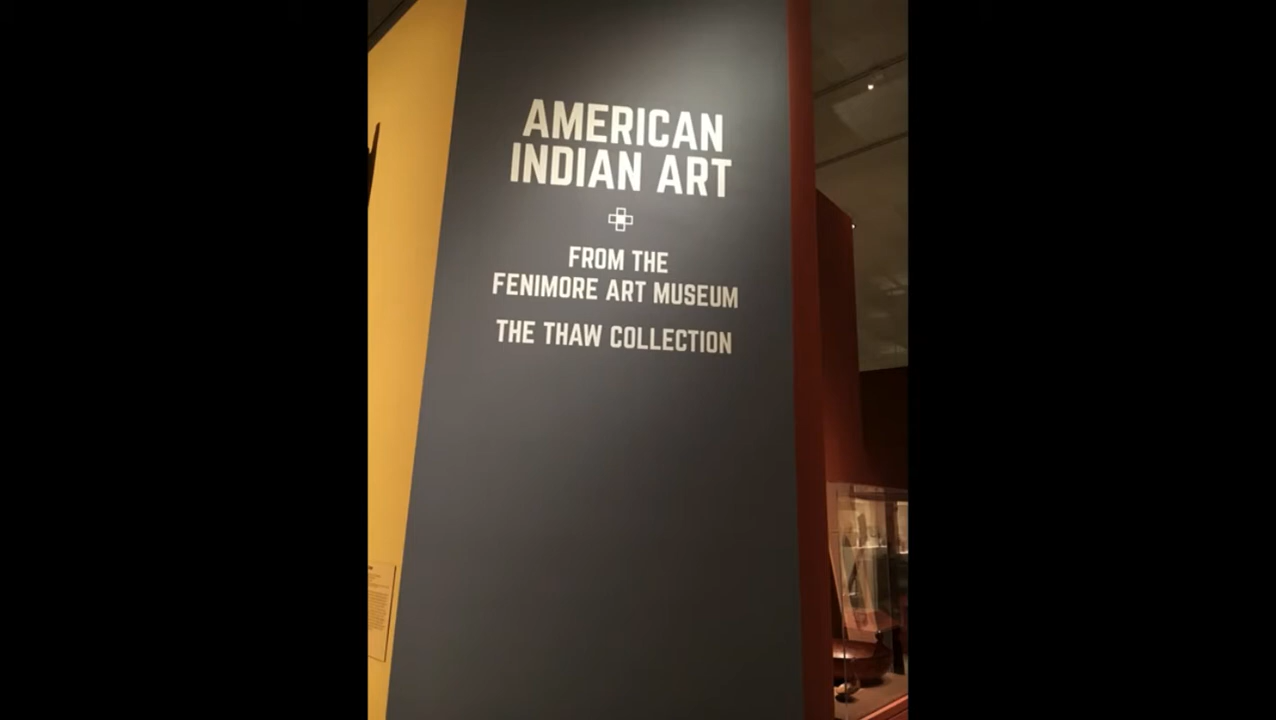 AMERICAN
INDIAN ART
FROM THE
FENIMORE ART MUSEUM
THE THAW COLLECTION